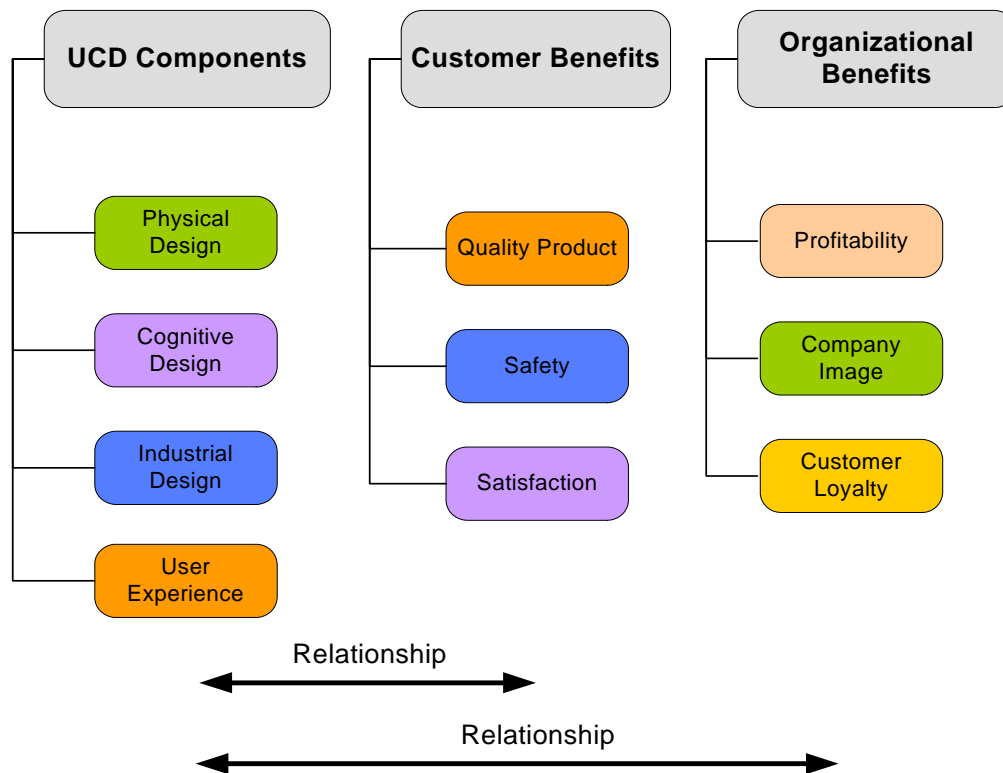 UCD Components
Physical
Design
Cognitive
Design
Industrial
Design
User
Experience
Customer Benefits
Quality Product
Safety
Satisfaction
Organizational
Benefits
Profitability
Company
Image
Customer
Loyalty
Relationship
Relationship